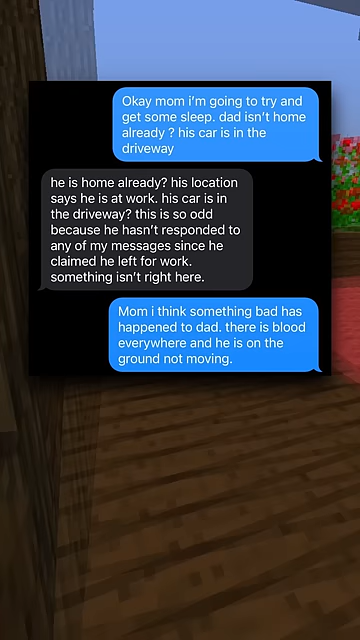 Okay mom i'm going to try and
get some sleep. dad isn't home
already ? his car is in the
driveway
he is home already? his location
says he is at work. his car is in
the driveway? this is so odd
because he hasn't responded to
any of my messages since he
claimed he left for work.
something isn't right here.
Mom i think something bad has
happened to dad. there is blood
everywhere and he is on the
ground not moving.